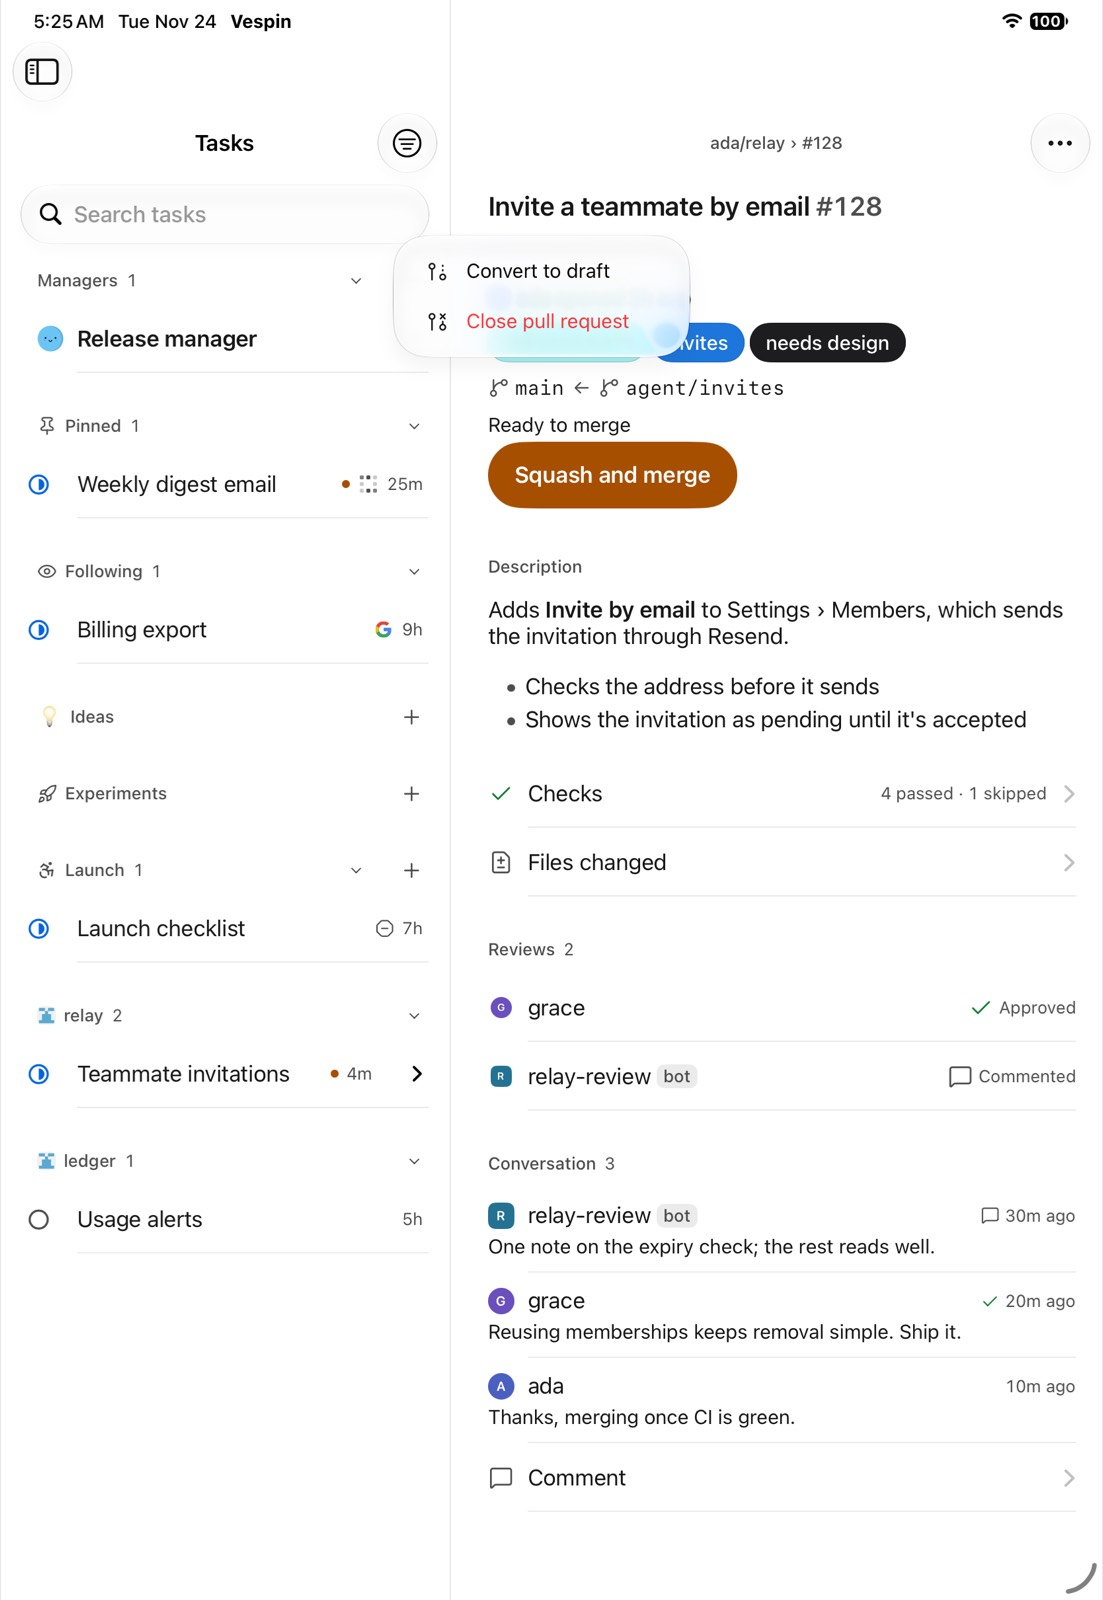 5:25 AM Tue Nov 24 Vespin
100
Tasks
Search tasks
Managers 1
Release manager
Pinned 1
Weekly digest email 25m
Following 1
Billing export 9h
Ideas
Experiments
Launch 1
Launch checklist 7h
relay 2
Teammate invitations 4m
ledger 1
Usage alerts 5h
ada/relay › #128
Invite a teammate by email #128
Convert to draft
Close pull request
needs design
main ← agent/invites
Ready to merge
Squash and merge
Description
Adds Invite by email to Settings › Members, which sends
the invitation through Resend.
• Checks the address before it sends
• Shows the invitation as pending until it's accepted
Checks 4 passed · 1 skipped
Files changed
Reviews 2
G grace Approved
R relay-review bot Commented
Conversation 3
R relay-review bot 30m ago
One note on the expiry check; the rest reads well.
G grace 20m ago
Reusing memberships keeps removal simple. Ship it.
A ada 10m ago
Thanks, merging once CI is green.
Comment